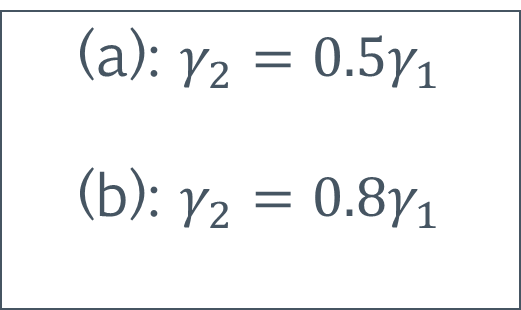 (a): γ₂ = 0.5γ₁
(b): γ₂ = 0.8γ₁